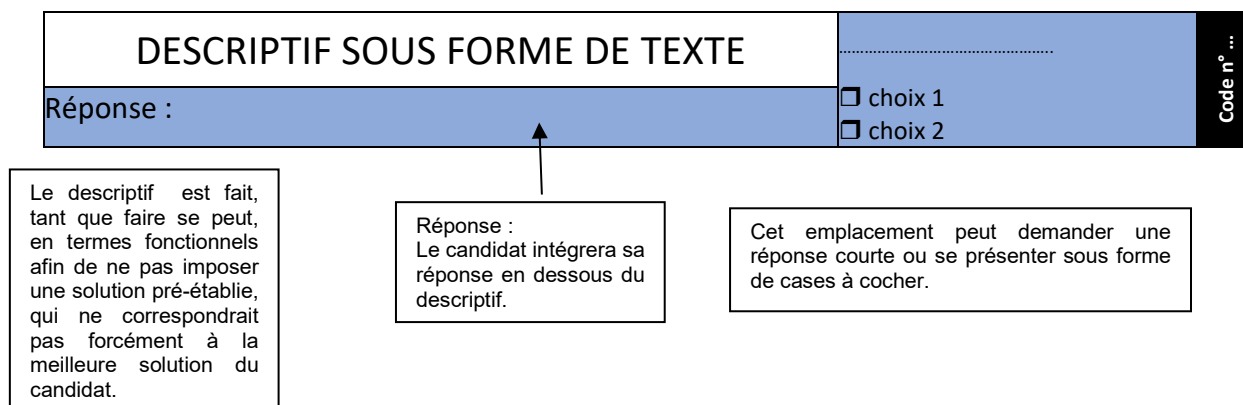 DESCRIPTIF SOUS FORME DE TEXTE
Réponse :
................................................
❒ choix 1
❒ choix 2
Code n° ...
Le descriptif est fait,
tant que faire se peut,
en termes fonctionnels
afin de ne pas imposer
une solution pré-établie,
qui ne correspondrait
pas forcément à la
meilleure solution du
candidat.
Réponse :
Le candidat intégrera sa
réponse en dessous du
descriptif.
Cet emplacement peut demander une
réponse courte ou se présenter sous forme
de cases à cocher.